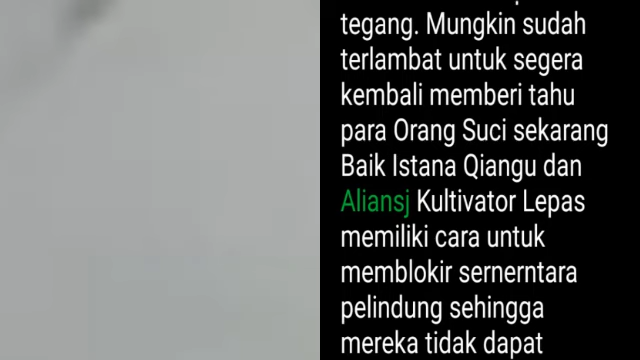 tegang. Mungkin sudah
terlambat untuk segera
kembali memberi tahu
para Orang Suci sekarang
Baik Istana Qiangu dan
Aliansj Kultivator Lepas
memiliki cara untuk
memblokir sernerntara
pelindung sehingga
mereka tidak dapat